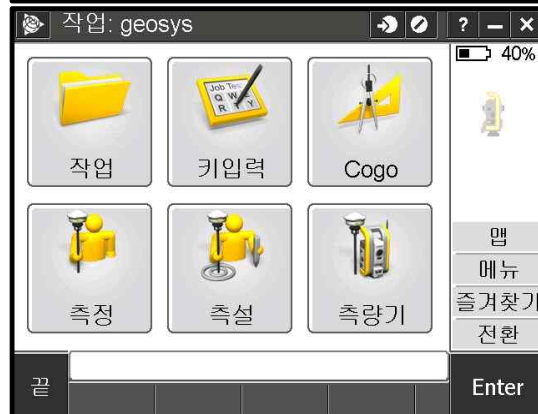 작업: geosys
? — ×
40%
작업
키입력
Cogo
측정
측설
측량기
맵
메뉴
즐겨찾기
전환
끝
Enter